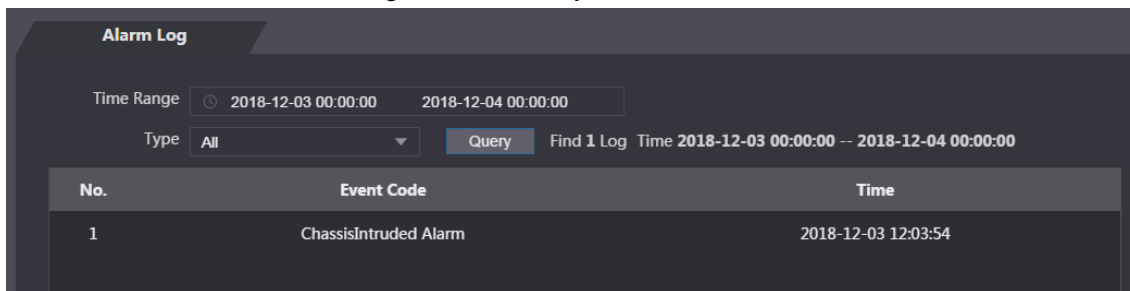 Alarm Log
Time Range 2018-12-03 00:00:00 2018-12-04 00:00:00
Type All Query Find 1 Log Time 2018-12-03 00:00:00 -- 2018-12-04 00:00:00
No. Event Code Time
1 ChassisIntruded Alarm 2018-12-03 12:03:54